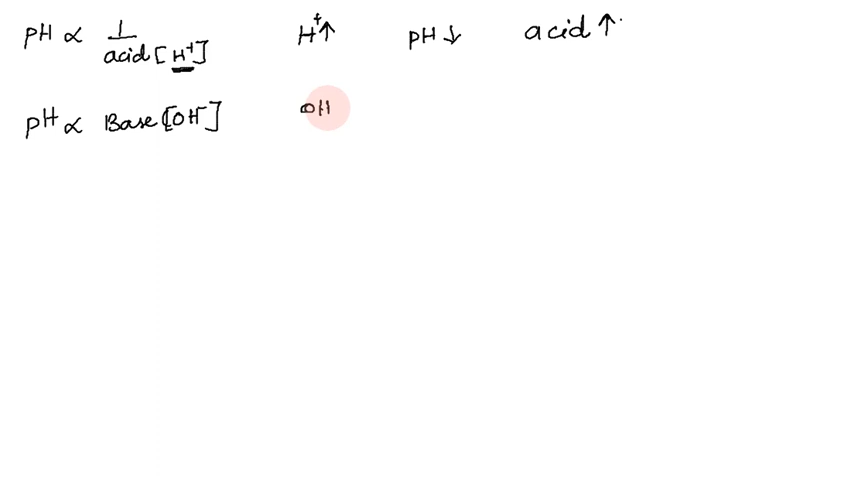 pH ∝ 1/acid[H⁺] H⁺↑ pH↓ acid↑
pH ∝ Base[OH⁻] OH